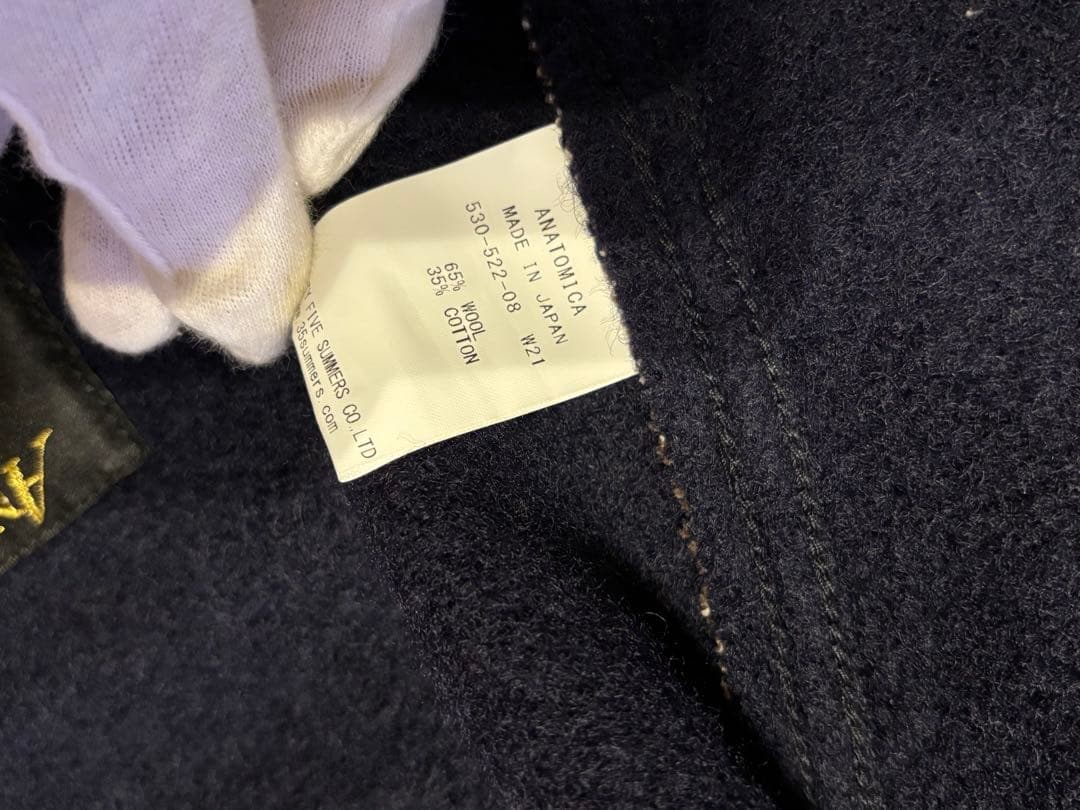 ANATOMICA
MADE IN JAPAN
530-522-08 W21
65% WOOL
35% COTTON
FIVE SUMMERS CO.,LTD
35summers.com